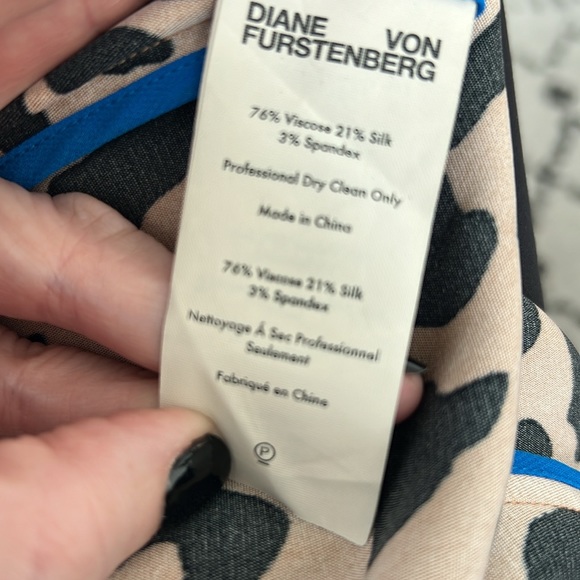 DIANE VON
FURSTENBERG
76% Viscose 21% Silk
3% Spandex
Professional Dry Clean Only
Made in China
76% Viscose 21% Silk
3% Spandex
Nettoyage À Sec Professionnel
Seulement
Fabriqué en Chine
P